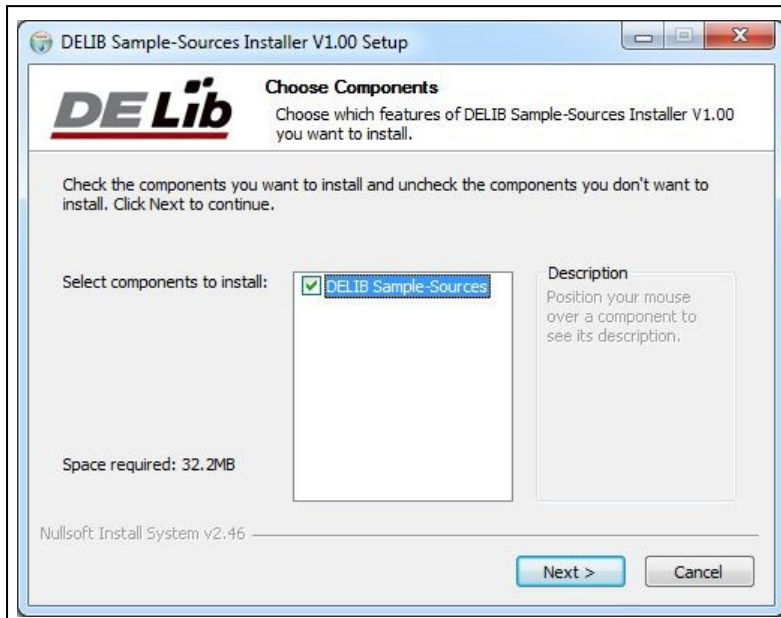 DELIB Sample-Sources Installer V1.00 Setup
DELib
Choose Components
Choose which features of DELIB Sample-Sources Installer V1.00
you want to install.
Check the components you want to install and uncheck the components you don't want to
install. Click Next to continue.
Select components to install:
DELIB Sample-Sources
Description
Position your mouse
over a component to
see its description.
Space required: 32.2MB
Nullsoft Install System v2.46
Next >
Cancel